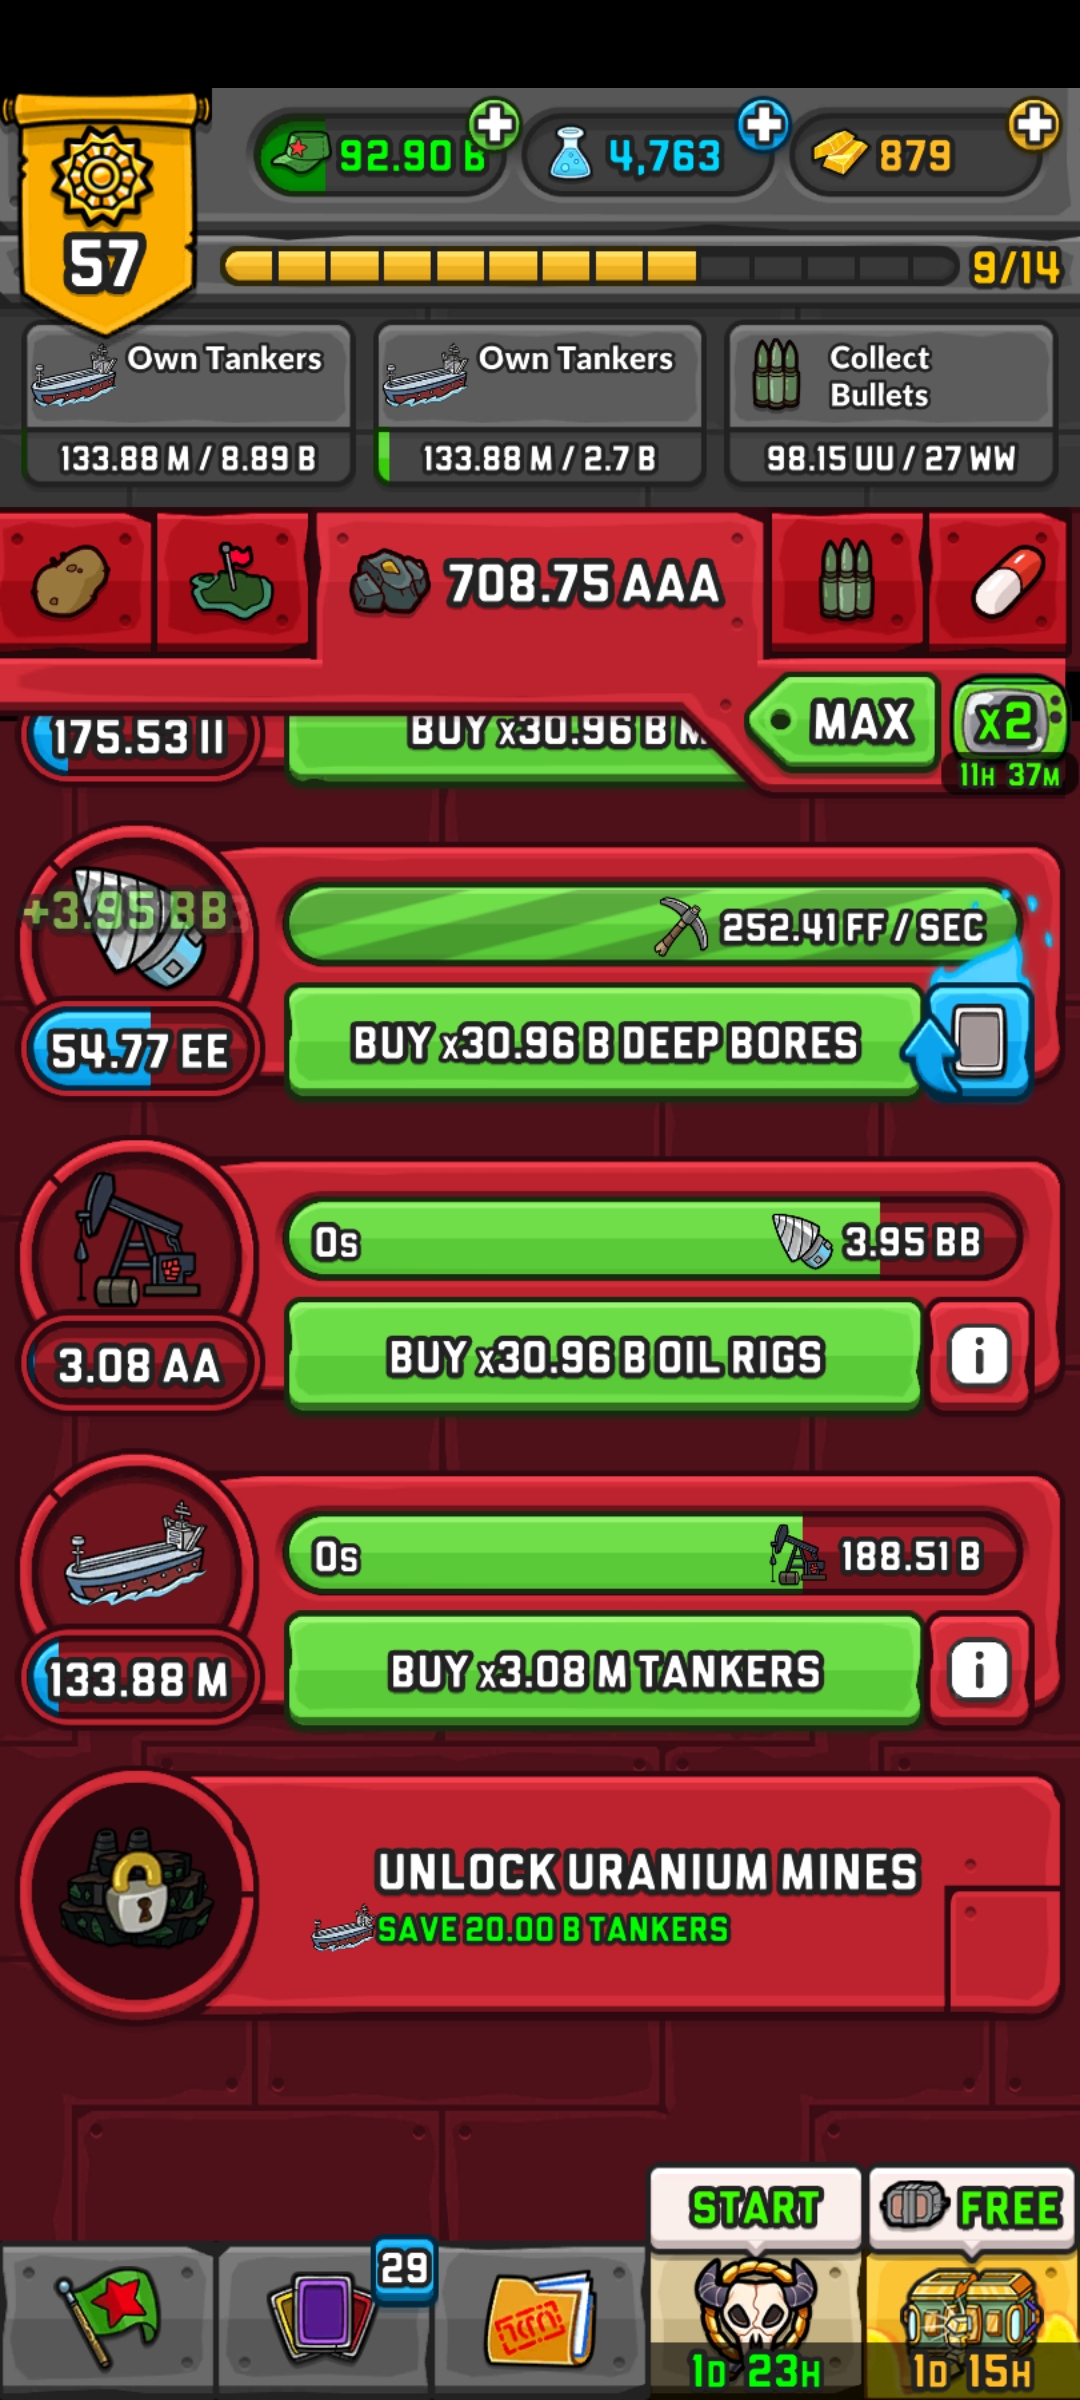 92.90 B
4,763
879
57
9/14
Own Tankers
133.88 M / 8.89 B
Own Tankers
133.88 M / 2.7 B
Collect
Bullets
98.15 UU / 27 WW
708.75 AAA
MAX
x2
11H 37M
175.53 II
BUY x30.96 B M
+3.95 BB
252.41 FF / SEC
54.77 EE
BUY x30.96 B DEEP BORES
0s
3.95 BB
3.08 AA
BUY x30.96 B OIL RIGS
i
0s
188.51 B
133.88 M
BUY x3.08 M TANKERS
i
UNLOCK URANIUM MINES
SAVE 20.00 B TANKERS
START
FREE
29
1D 23H
1D 15H